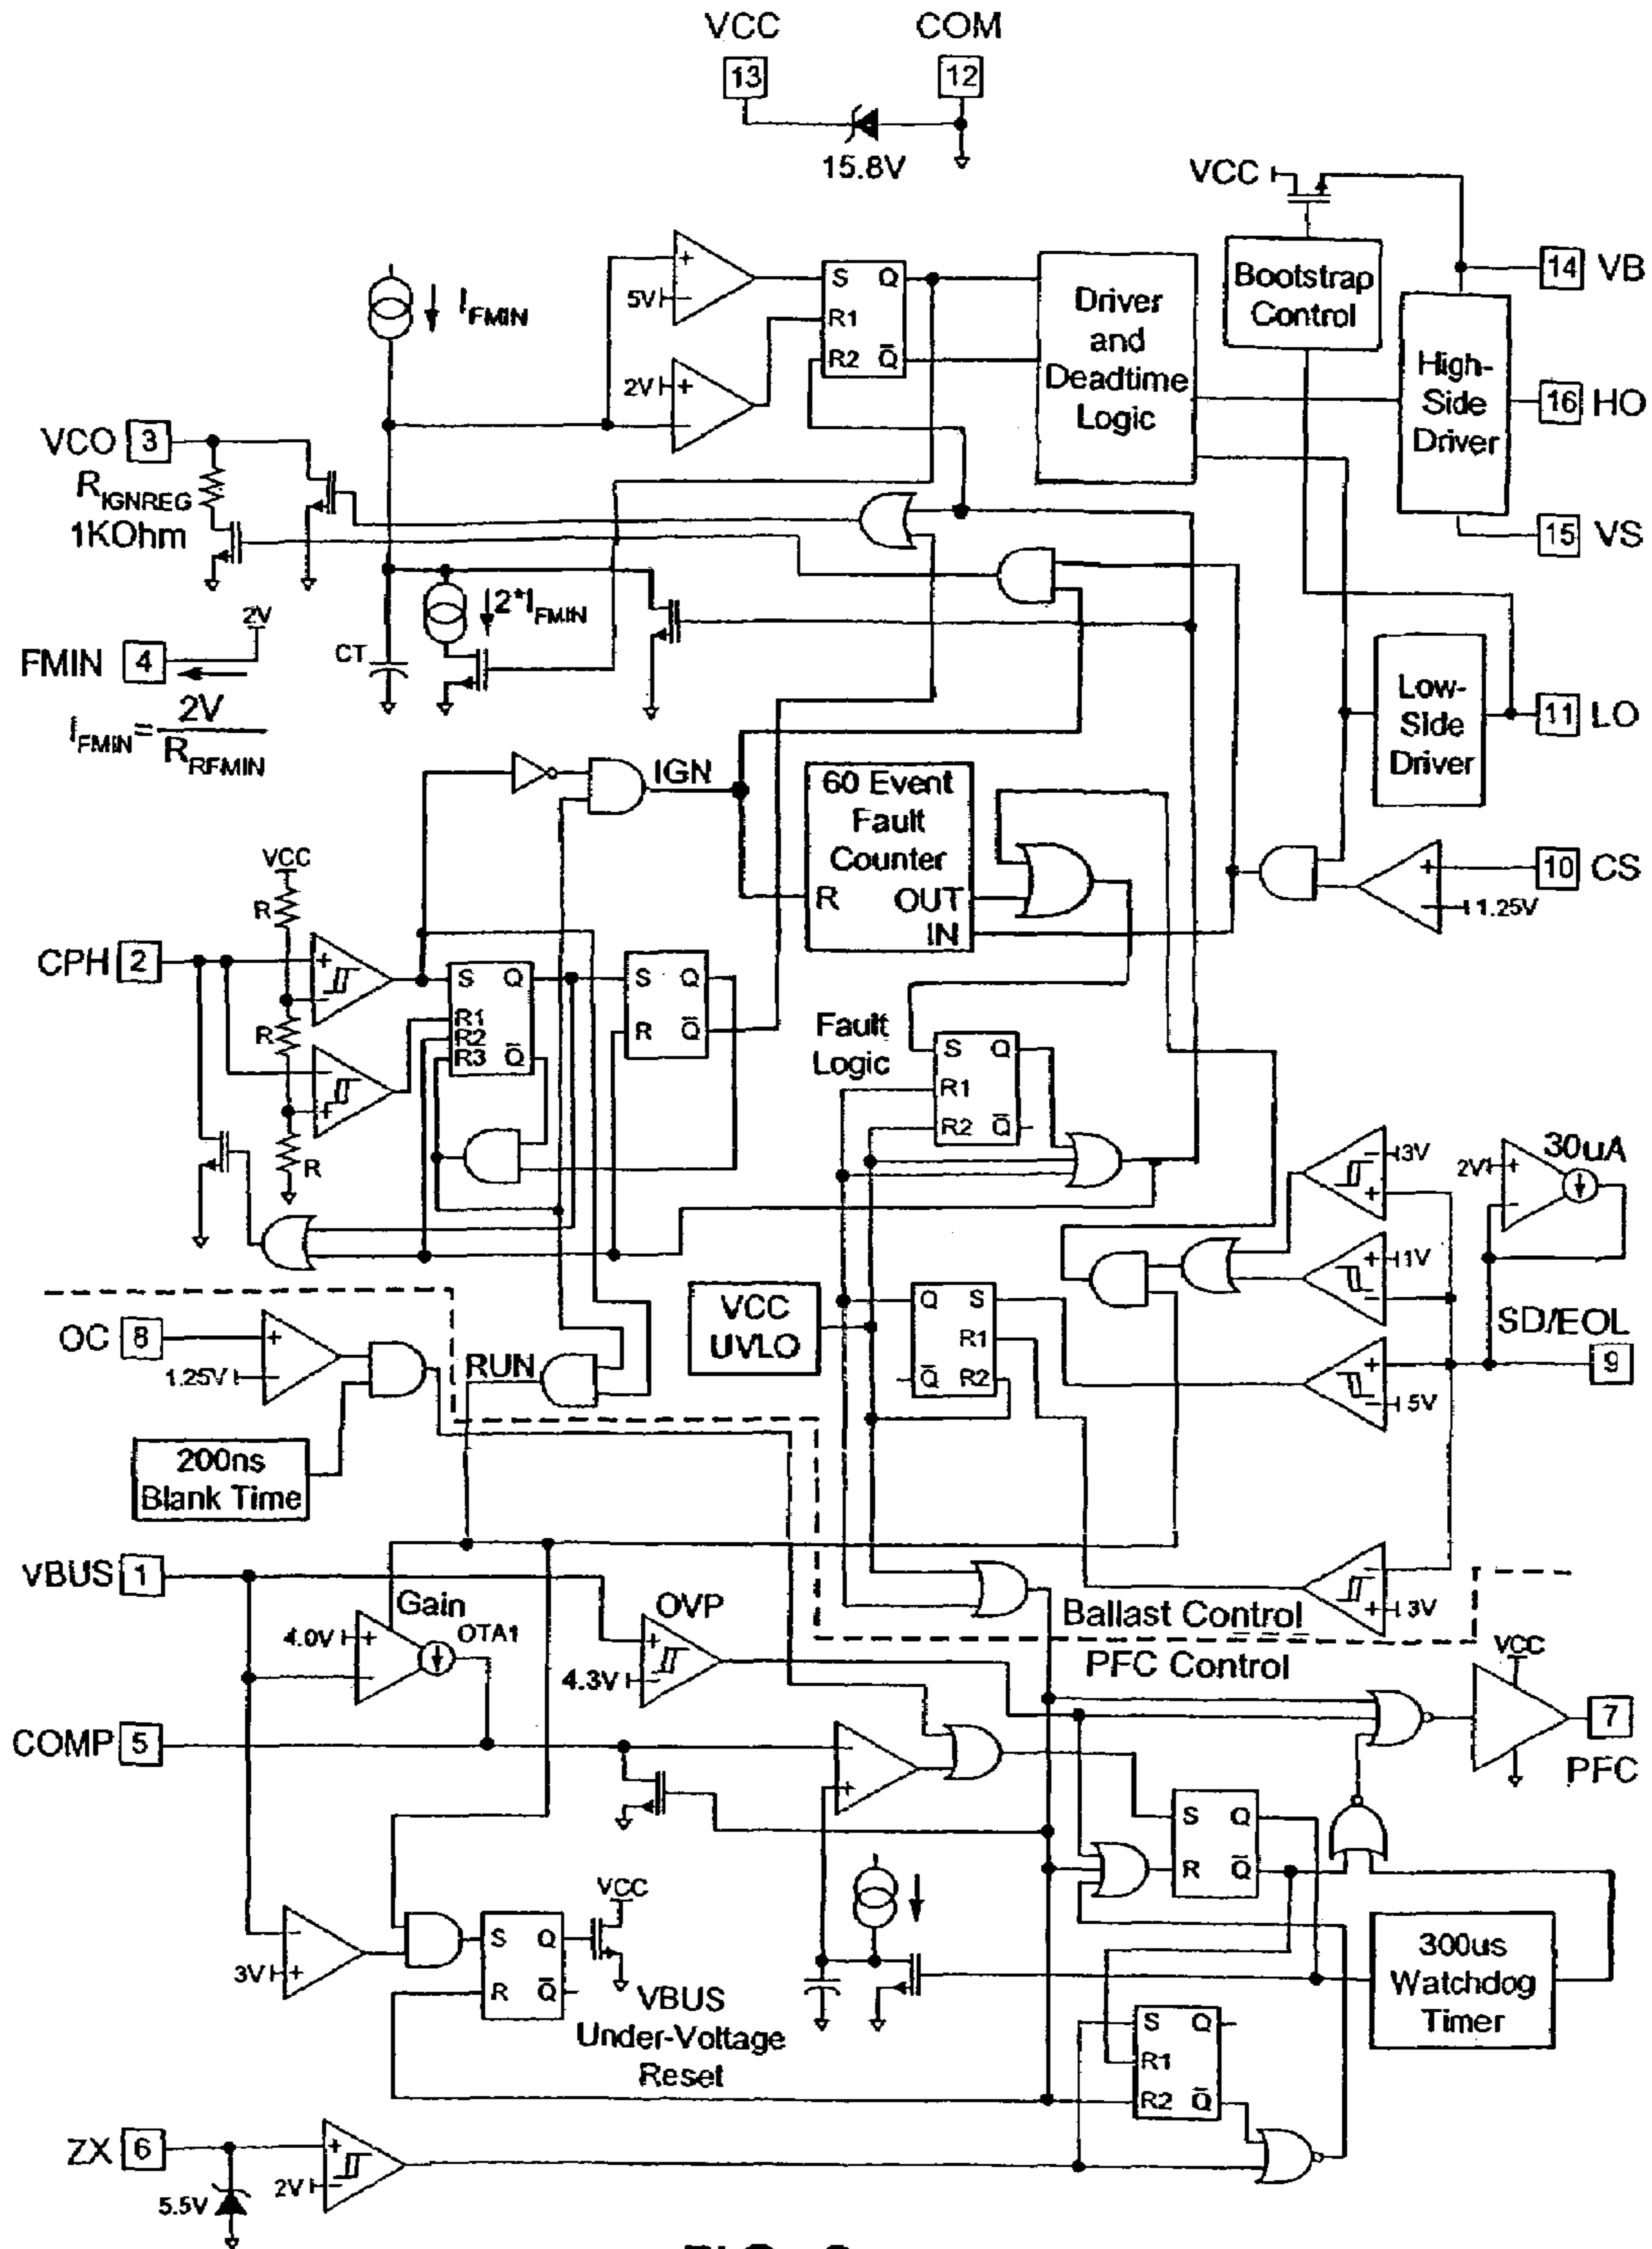 VCC
COM
13
12
15.8V
VCC
Bootstrap
Control
14 VB
High-
Side
Driver
16 HO
15 VS
I FMIN
5V
+
−
2V
+
−
S Q
R1
R2 Q̅
Driver
and
Deadtime
Logic
VCO 3
R IGNREG
1KOhm
2V
FMIN 4
I FMIN = 2V / R RFMIN
CT
2*I FMIN
Low-
Side
Driver
11 LO
IGN
60 Event
Fault
Counter
R OUT
IN
+
10 CS
−
1.25V
VCC
R
CPH 2
+
−
R
−
+
R
S Q
R1
R2
R3 Q̅
S Q
R Q̅
Fault
Logic
S Q
R1
R2 Q̅
−
3V
+
2V
+
−
30uA
+
1V
−
SD/EOL
9
+
−
5V
VCC
UVLO
Q S
R1
Q̅ R2
OC 8
+
1.25V
−
RUN
200ns
Blank Time
−
+
3V
Ballast Control
PFC Control
VBUS 1
Gain
4.0V
+
−
OTA1
OVP
+
4.3V
−
VCC
7
PFC
COMP 5
−
+
S Q
R Q̅
−
3V
+
S Q
R Q̅
VCC
VBUS
Under-Voltage
Reset
300us
Watchdog
Timer
S Q
R1
R2 Q̅
ZX 6
+
2V
−
5.5V